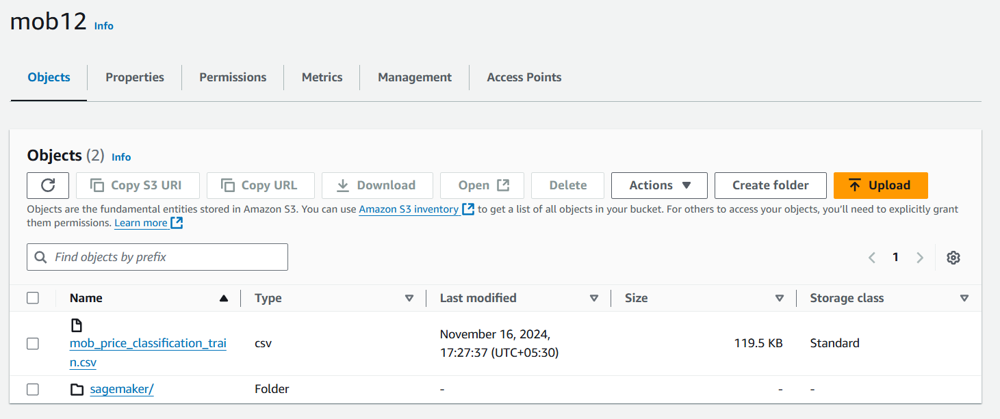 mob12 Info
Objects Properties Permissions Metrics Management Access Points
Objects (2) Info
Copy S3 URI Copy URL Download Open Delete Actions Create folder Upload
Objects are the fundamental entities stored in Amazon S3. You can use Amazon S3 inventory to get a list of all objects in your bucket. For others to access your objects, you’ll need to explicitly grant
them permissions. Learn more
Find objects by prefix 1
Name Type Last modified Size Storage class
mob_price_classification_trai
n.csv
csv
November 16, 2024,
17:27:37 (UTC+05:30)
119.5 KB
Standard
sagemaker/ Folder - - -